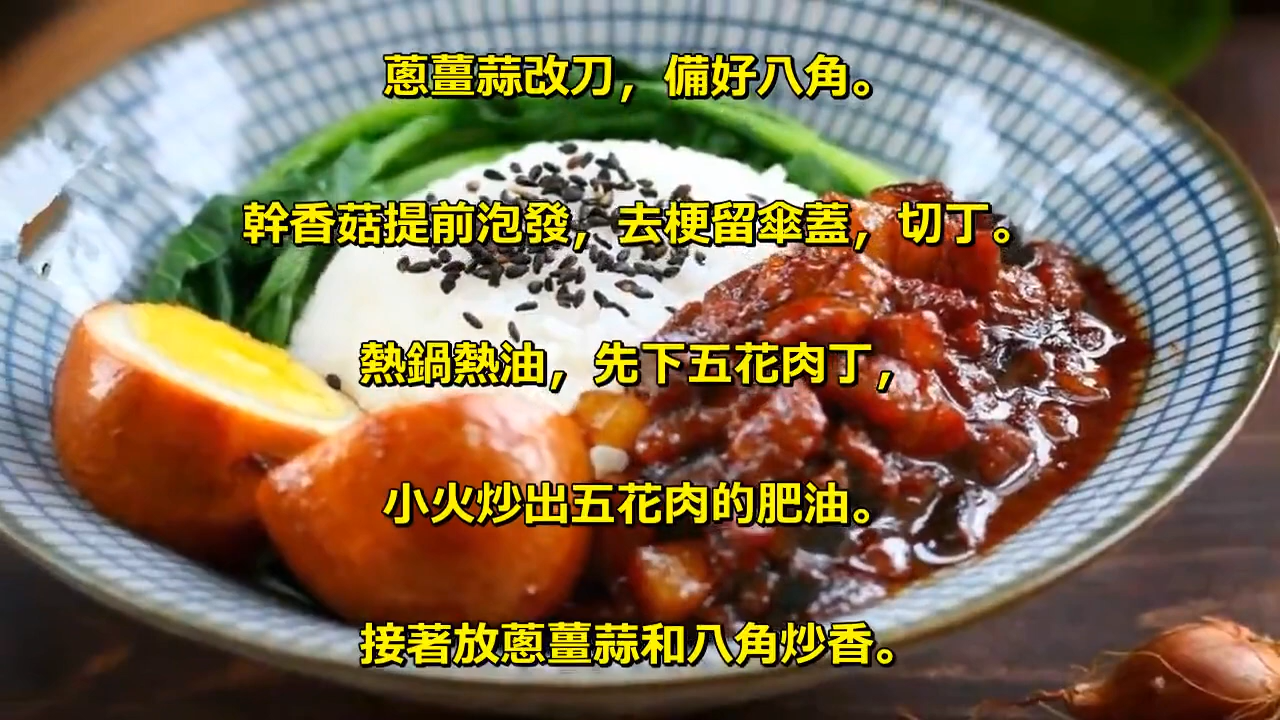 蔥薑蒜改刀，備好八角。
幹香菇提前泡發，去梗留傘蓋，切丁。
熱鍋熱油，先下五花肉丁，
小火炒出五花肉的肥油。
接著放蔥薑蒜和八角炒香。